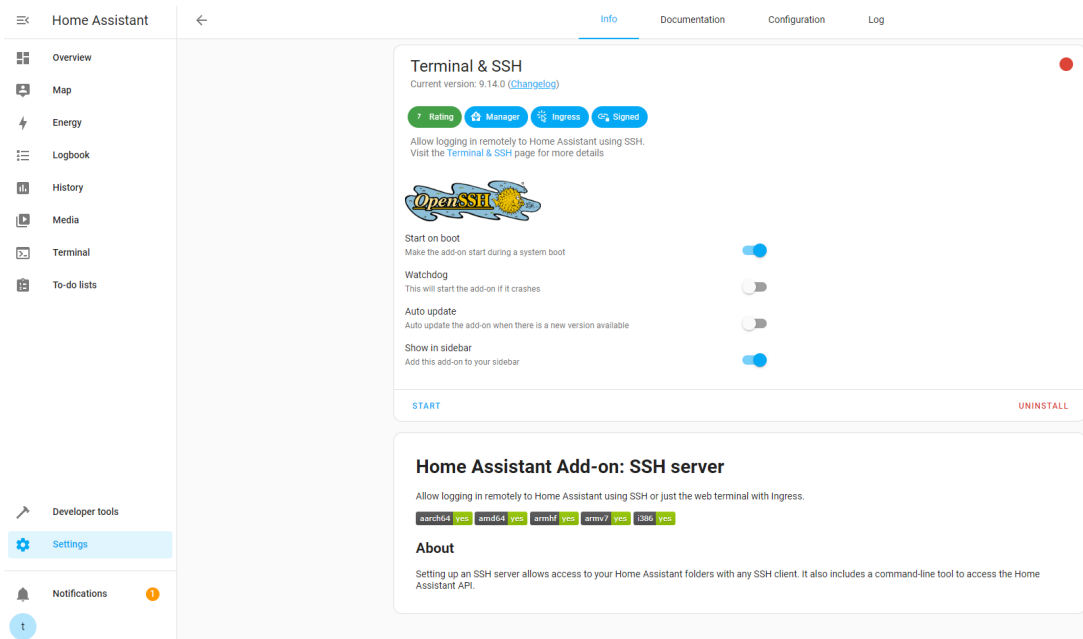 Home Assistant
Info
Documentation
Configuration
Log
Overview
Map
Energy
Logbook
History
Media
Terminal
To-do lists
Developer tools
Settings
Notifications
1
t
Terminal & SSH
Current version: 9.14.0 (Changelog)
7 Rating
Manager
Ingress
Signed
Allow logging in remotely to Home Assistant using SSH.
Visit the Terminal & SSH page for more details
OpenSSH
Start on boot
Make the add-on start during a system boot
Watchdog
This will start the add-on if it crashes
Auto update
Auto update the add-on when there is a new version available
Show in sidebar
Add this add-on to your sidebar
START
UNINSTALL
Home Assistant Add-on: SSH server
Allow logging in remotely to Home Assistant using SSH or just the web terminal with Ingress.
aarch64 yes amd64 yes armhf yes armv7 yes i386 yes
About
Setting up an SSH server allows access to your Home Assistant folders with any SSH client. It also includes a command-line tool to access the Home
Assistant API.